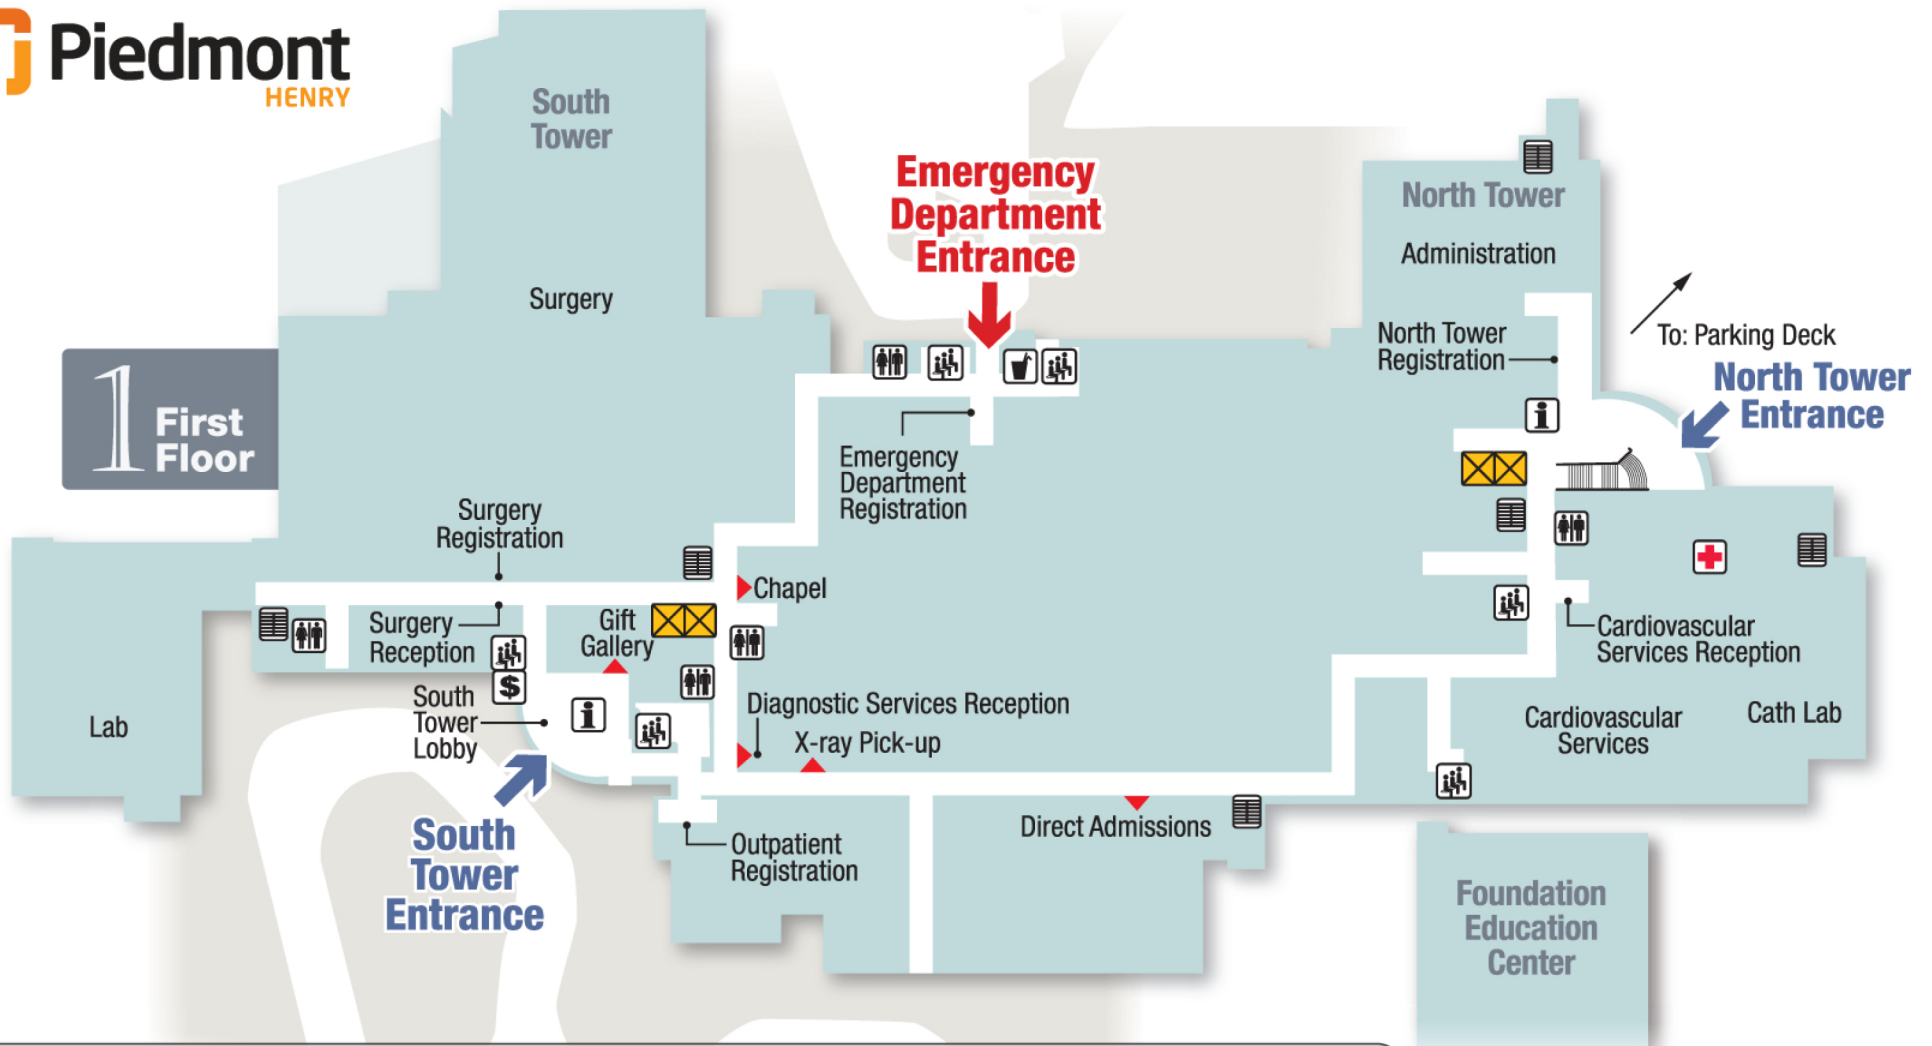 Piedmont
HENRY
South
Tower
Surgery
Emergency
Department
Entrance
North Tower
Administration
North Tower
Registration
To: Parking Deck
North Tower
Entrance
1 First
Floor
Emergency
Department
Registration
Surgery
Registration
Chapel
Gift
Gallery
Surgery
Reception
$
i
i
South
Tower
Lobby
Lab
Diagnostic Services Reception
X-ray Pick-up
Cardiovascular
Services Reception
Cardiovascular
Services
Cath Lab
South
Tower
Entrance
Outpatient
Registration
Direct Admissions
Foundation
Education
Center